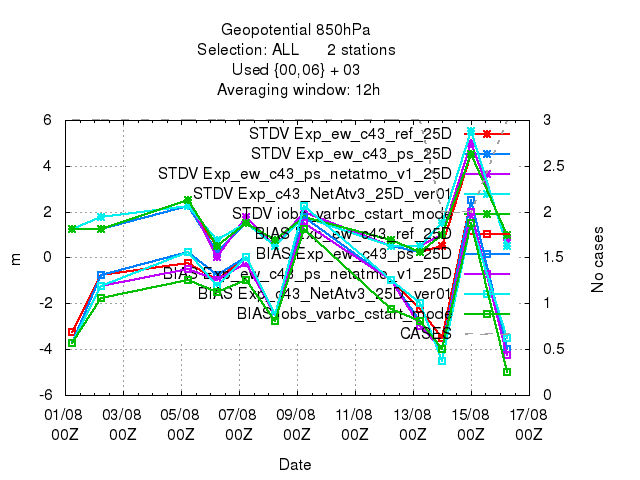 Geopotential 850hPa
Selection: ALL 2 stations
Used {00,06} + 03
Averaging window: 12h
6 3
STDV Exp_ew_c43_ref_25D
STDV Exp_ew_c43_ps_25D
4 2.5
STDV Exp_ew_c43_ps_netatmo_v1_25D
STDV Exp_c43_NetAtv3_25D_ver01
2 2
STDV iobs_varbc_cstart_mode
BIAS Exp_ew_c43_ref_25D
BIAS Exp_ew_c43_ps_25D
m 0 1.5 No cases
BIAS Exp_ew_c43_ps_netatmo_v1_25D
BIAS Exp_c43_NetAtv3_25D_ver01
-2 1
BIAS iobs_varbc_cstart_mode
CASES
-4 0.5
-6 0
01/08 03/08 05/08 07/08 09/08 11/08 13/08 15/08 17/08
00Z 00Z 00Z 00Z 00Z 00Z 00Z 00Z 00Z
Date